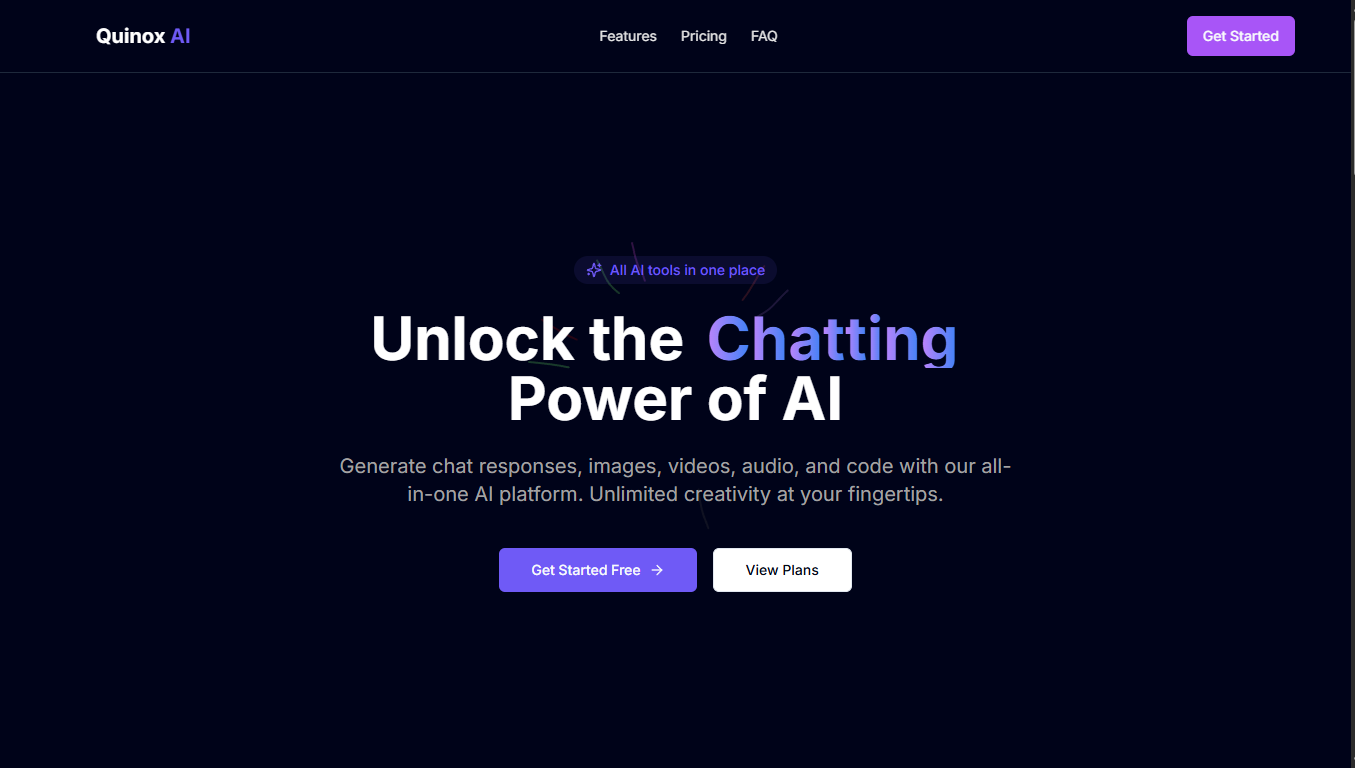 Quinox AI
Features
Pricing
FAQ
Get Started
All AI tools in one place
Unlock the Chatting
Power of AI
Generate chat responses, images, videos, audio, and code with our all-
in-one AI platform. Unlimited creativity at your fingertips.
Get Started Free
View Plans